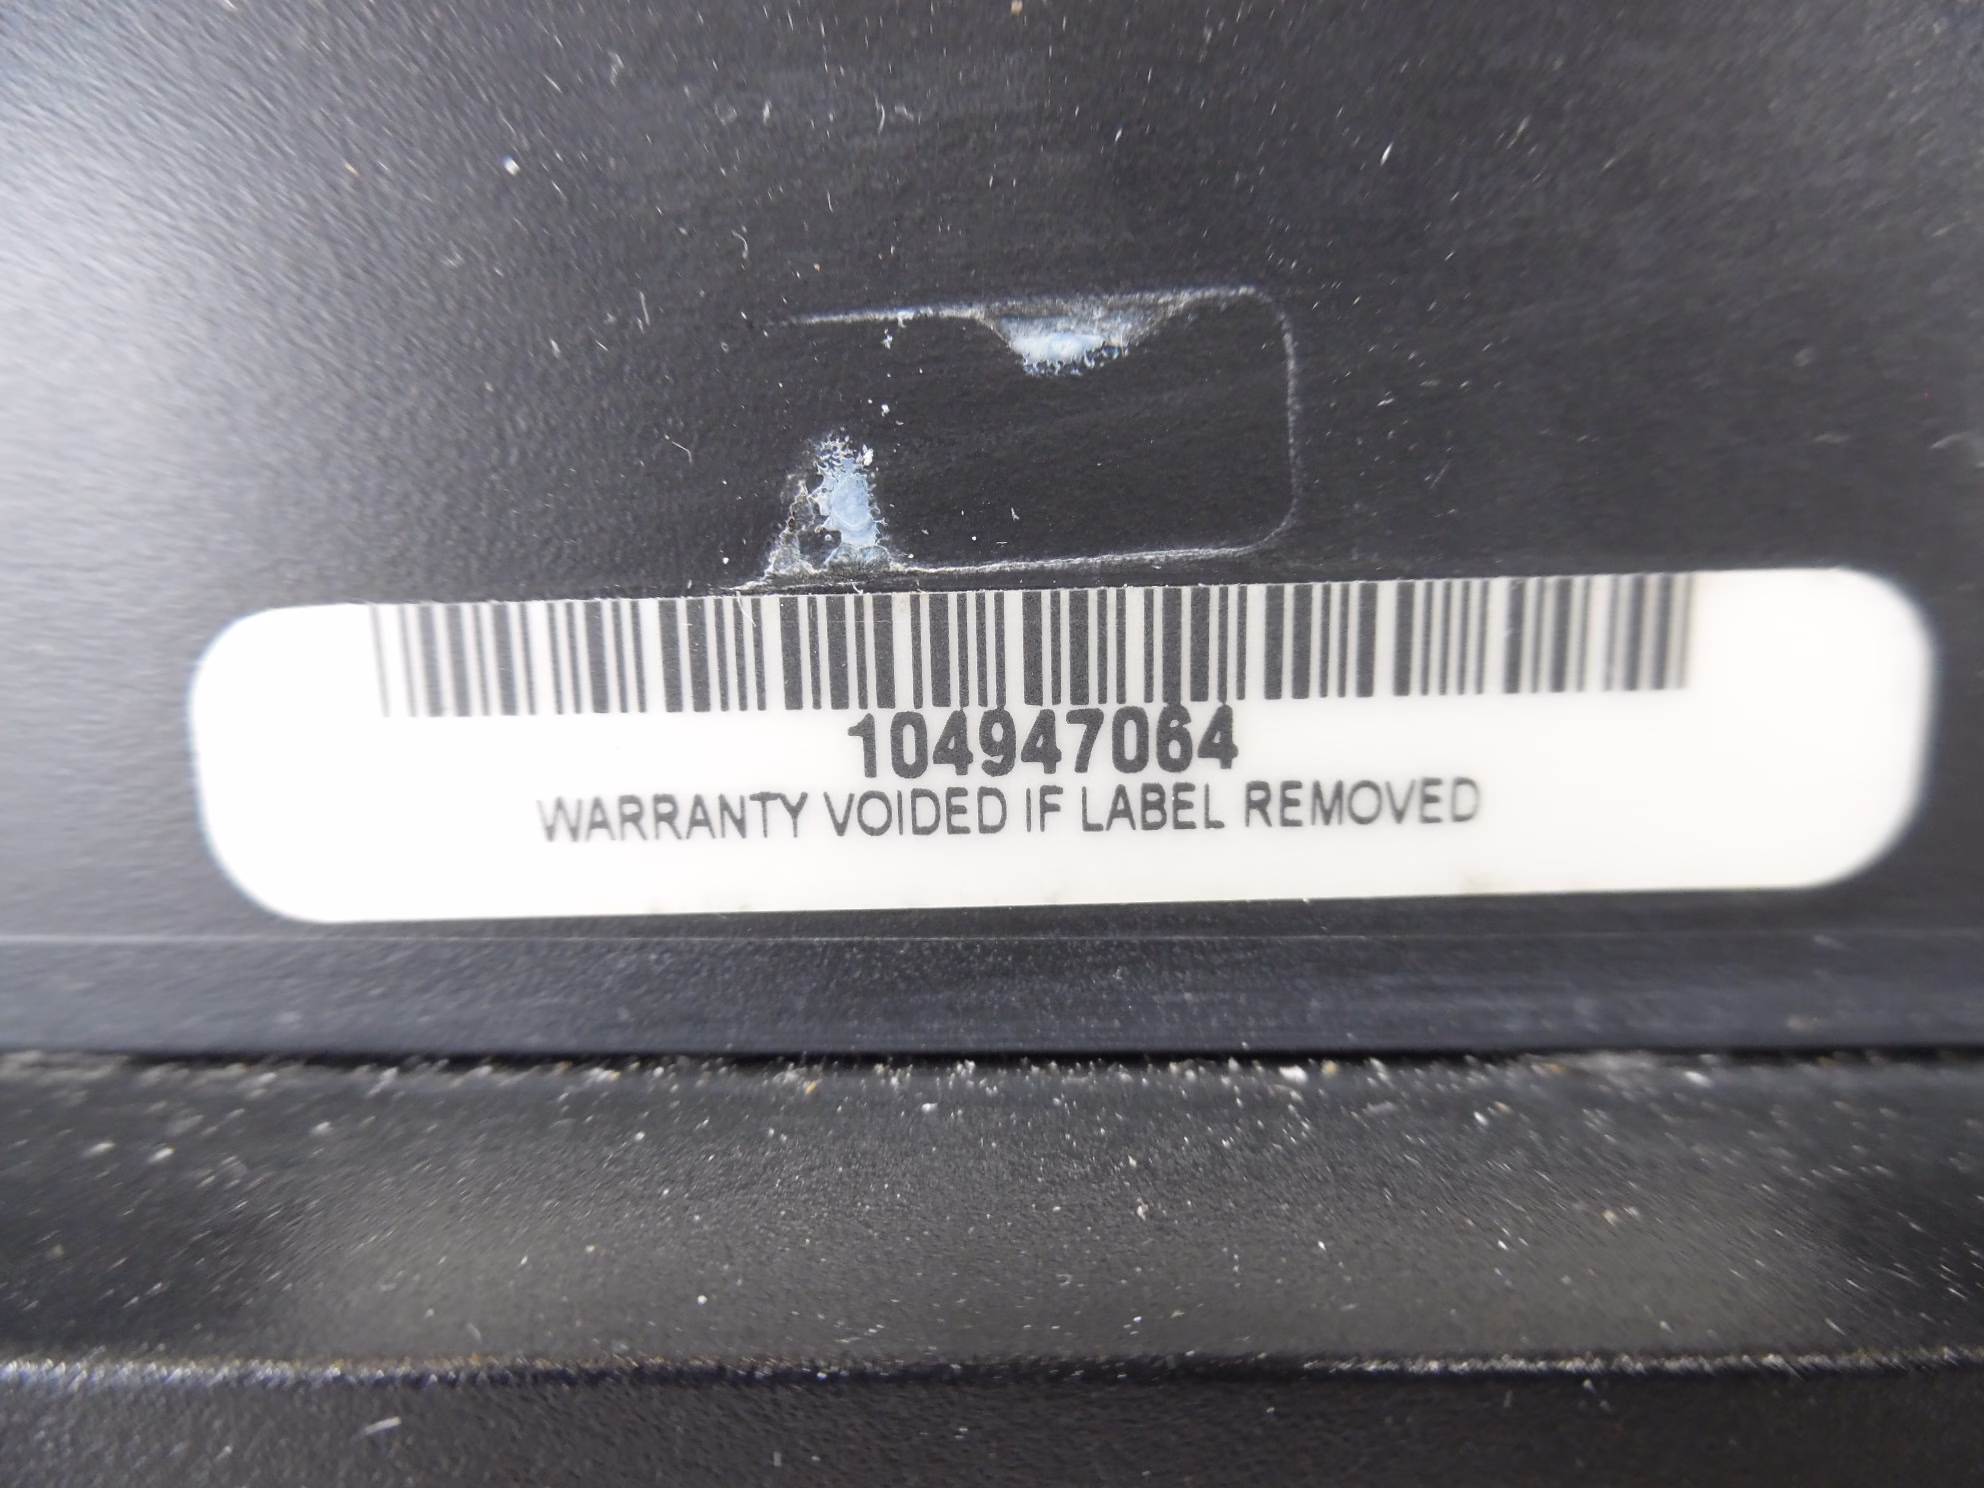 104947064
WARRANTY VOIDED IF LABEL REMOVED